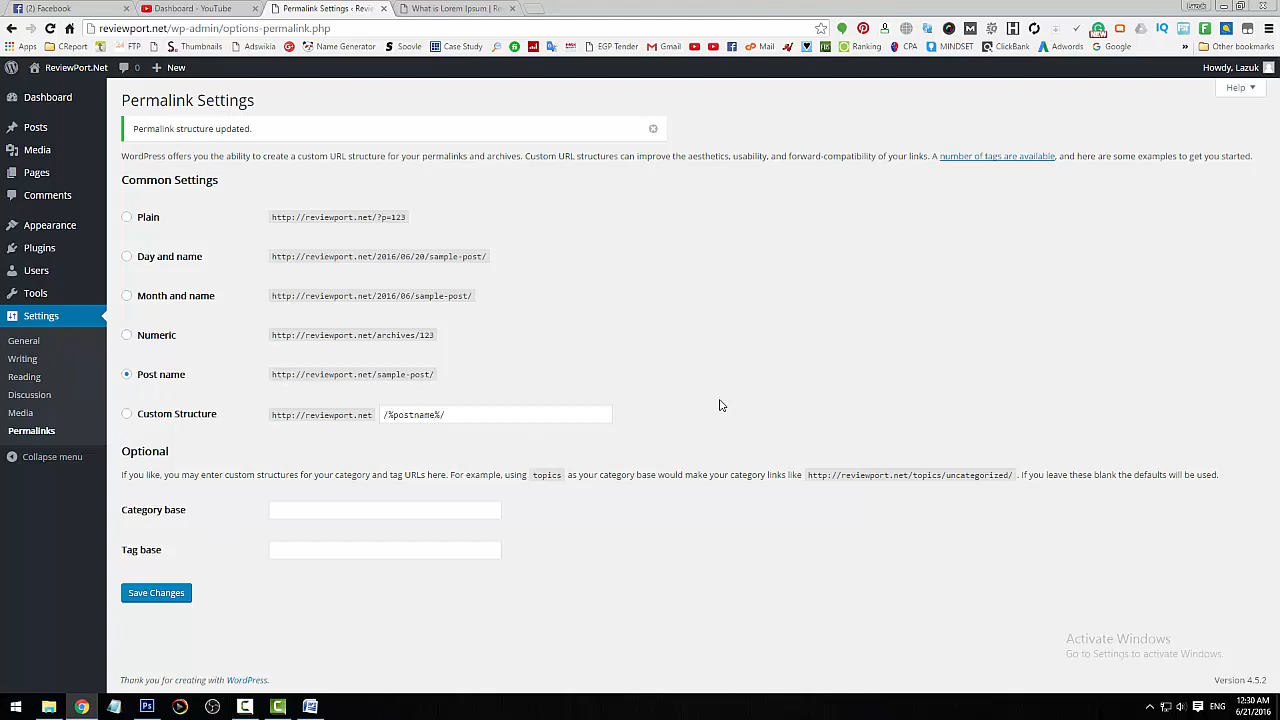 Facebook
Dashboard - YouTube
Permalink Settings ‹ Revie
What is Lorem Ipsum | R
Lazuk
reviewport.net/wp-admin/options-permalink.php
Apps
CReport
FTP
Thumbnails
Adswikia
Name Generator
Google
Case Study
EGP Tender
Gmail
Mail
Ranking
CPA
MINDSET
ClickBank
Adwords
Google
»
Other bookmarks
ReviewPort.Net
0
New
Howdy, Lazuk
Dashboard
Posts
Media
Pages
Comments
Appearance
Plugins
Users
Tools
Settings
General
Writing
Reading
Discussion
Media
Permalinks
Collapse menu
Help
Permalink Settings
Permalink structure updated.
WordPress offers you the ability to create a custom URL structure for your permalinks and archives. Custom URL structures can improve the aesthetics, usability, and forward-compatibility of your links. A number of tags are available, and here are some examples to get you started.
Common Settings
Plain http://reviewport.net/?p=123
Day and name http://reviewport.net/2016/06/20/sample-post/
Month and name http://reviewport.net/2016/06/sample-post/
Numeric http://reviewport.net/archives/123
Post name http://reviewport.net/sample-post/
Custom Structure http://reviewport.net /%postname%/
Optional
If you like, you may enter custom structures for your category and tag URLs here. For example, using topics as your category base would make your category links like http://reviewport.net/topics/uncategorized/ . If you leave these blank the defaults will be used.
Category base
Tag base
Save Changes
Activate Windows
Go to Settings to activate Windows.
Thank you for creating with WordPress.
Version 4.5.2
ENG
12:30 AM
6/21/2016